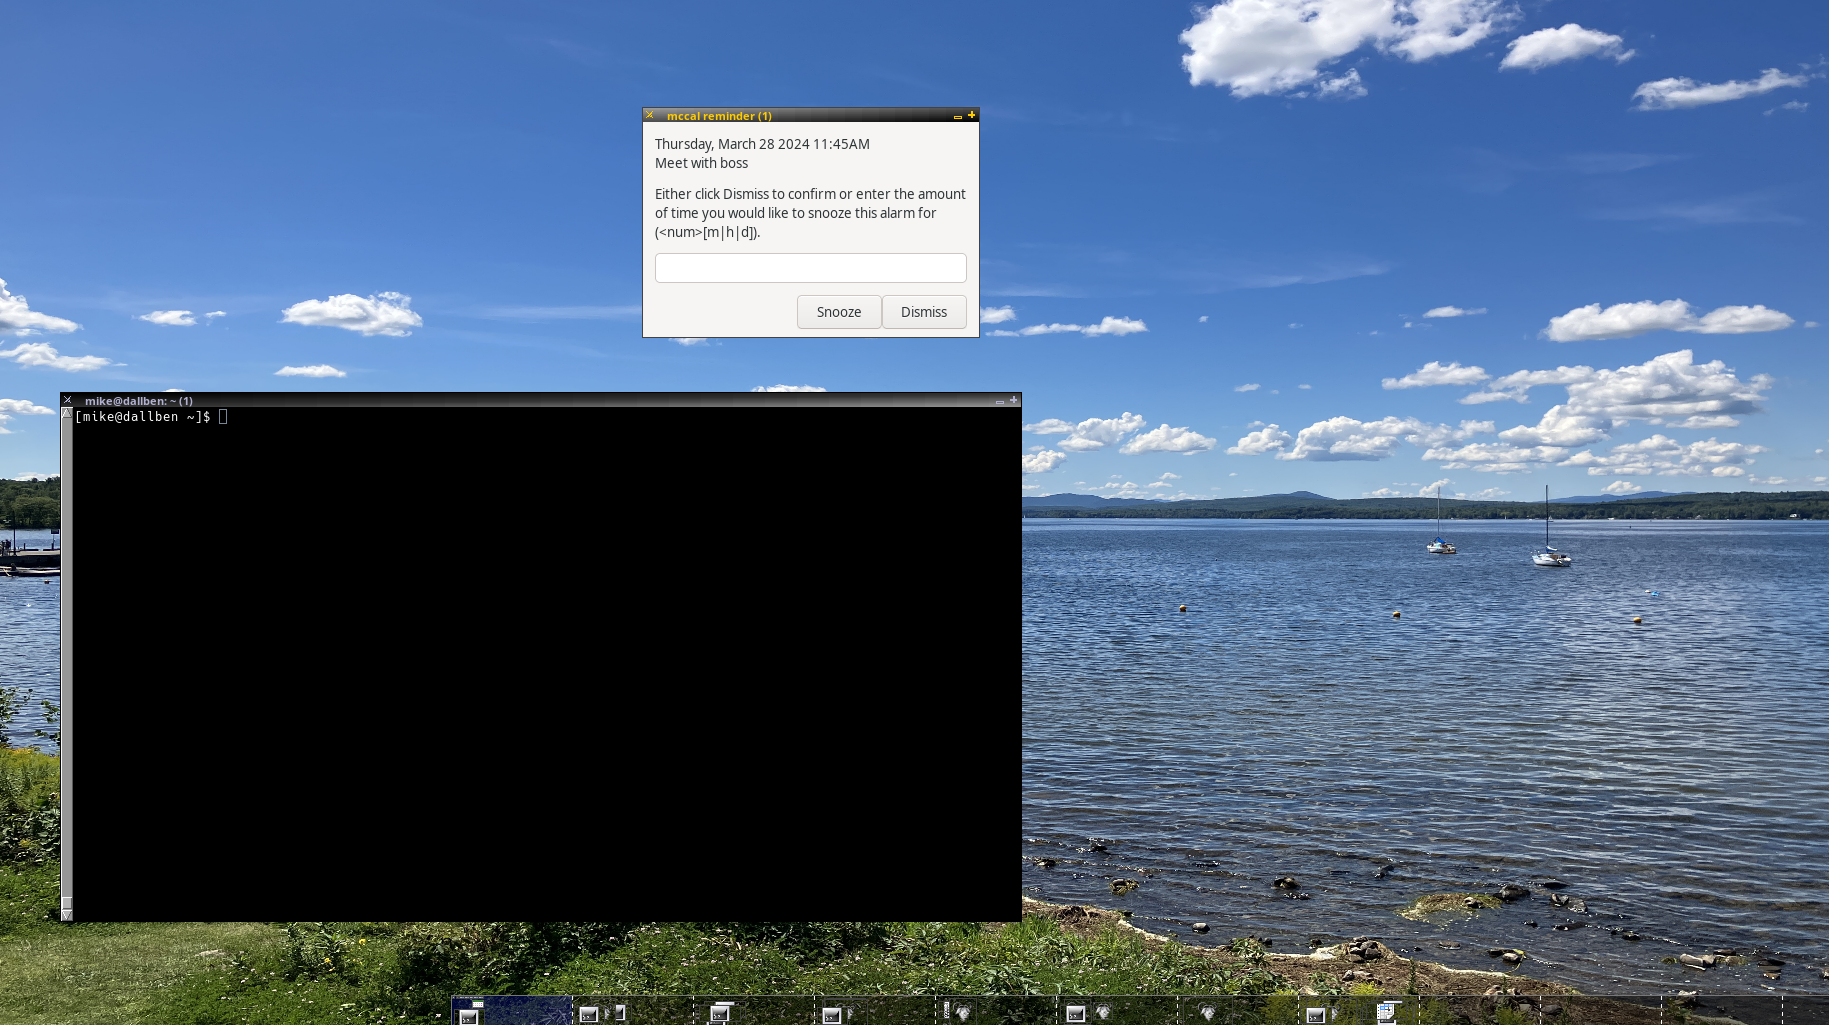 mccal reminder (1)
Thursday, March 28 2024 11:45AM
Meet with boss
Either click Dismiss to confirm or enter the amount
of time you would like to snooze this alarm for
(<num>[m|h|d]).
Snooze Dismiss
mike@dallben: ~ (1)
[mike@dallben ~]$